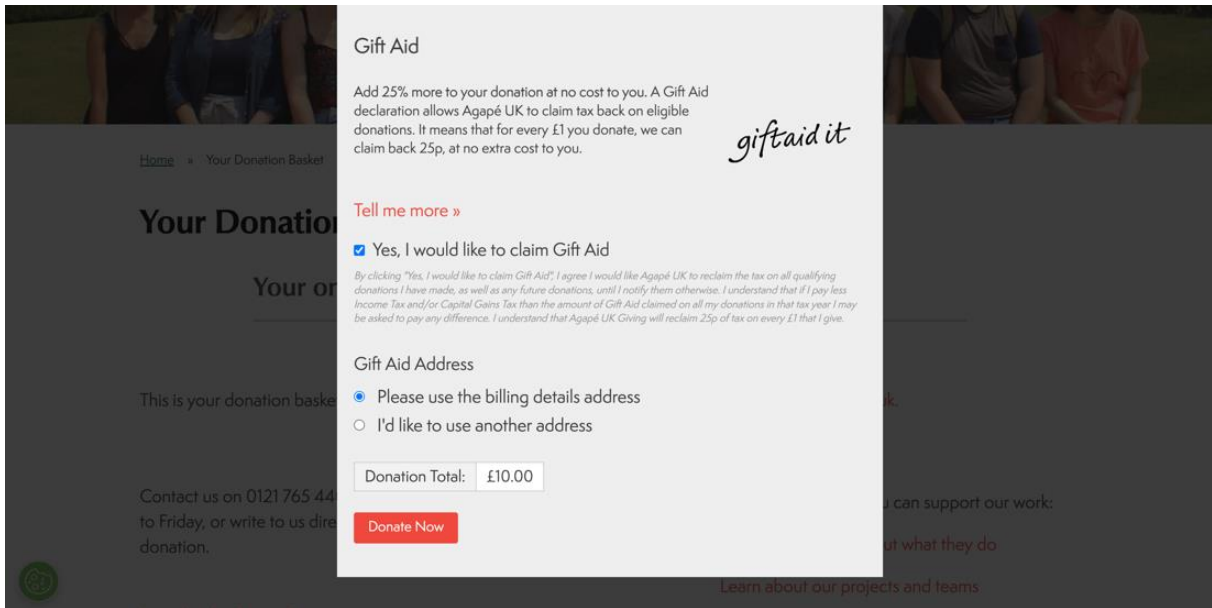 Gift Aid
Add 25% more to your donation at no cost to you. A Gift Aid
declaration allows Agapé UK to claim tax back on eligible
donations. It means that for every £1 you donate, we can
claim back 25p, at no extra cost to you.
giftaid it
Home » Your Donation Basket
Tell me more »
Your Donation
Yes, I would like to claim Gift Aid
By clicking "Yes, I would like to claim Gift Aid", I agree I would like Agapé UK to reclaim the tax on all qualifying
donations I have made, as well as any future donations, until I notify them otherwise. I understand that if I pay less
Income Tax and/or Capital Gains Tax than the amount of Gift Aid claimed on all my donations in that tax year I may
be asked to pay any difference. I understand that Agapé UK Giving will reclaim 25p of tax on every £1 that I give.
Your
Gift Aid Address
Please use the billing details address
This is your donation
I'd like to use another address
Donation Total: £10.00
Contact us on 0121 765
can support our work:
to Friday, or write to us
Donate Now
donation.
what they do
Learn about our projects and teams